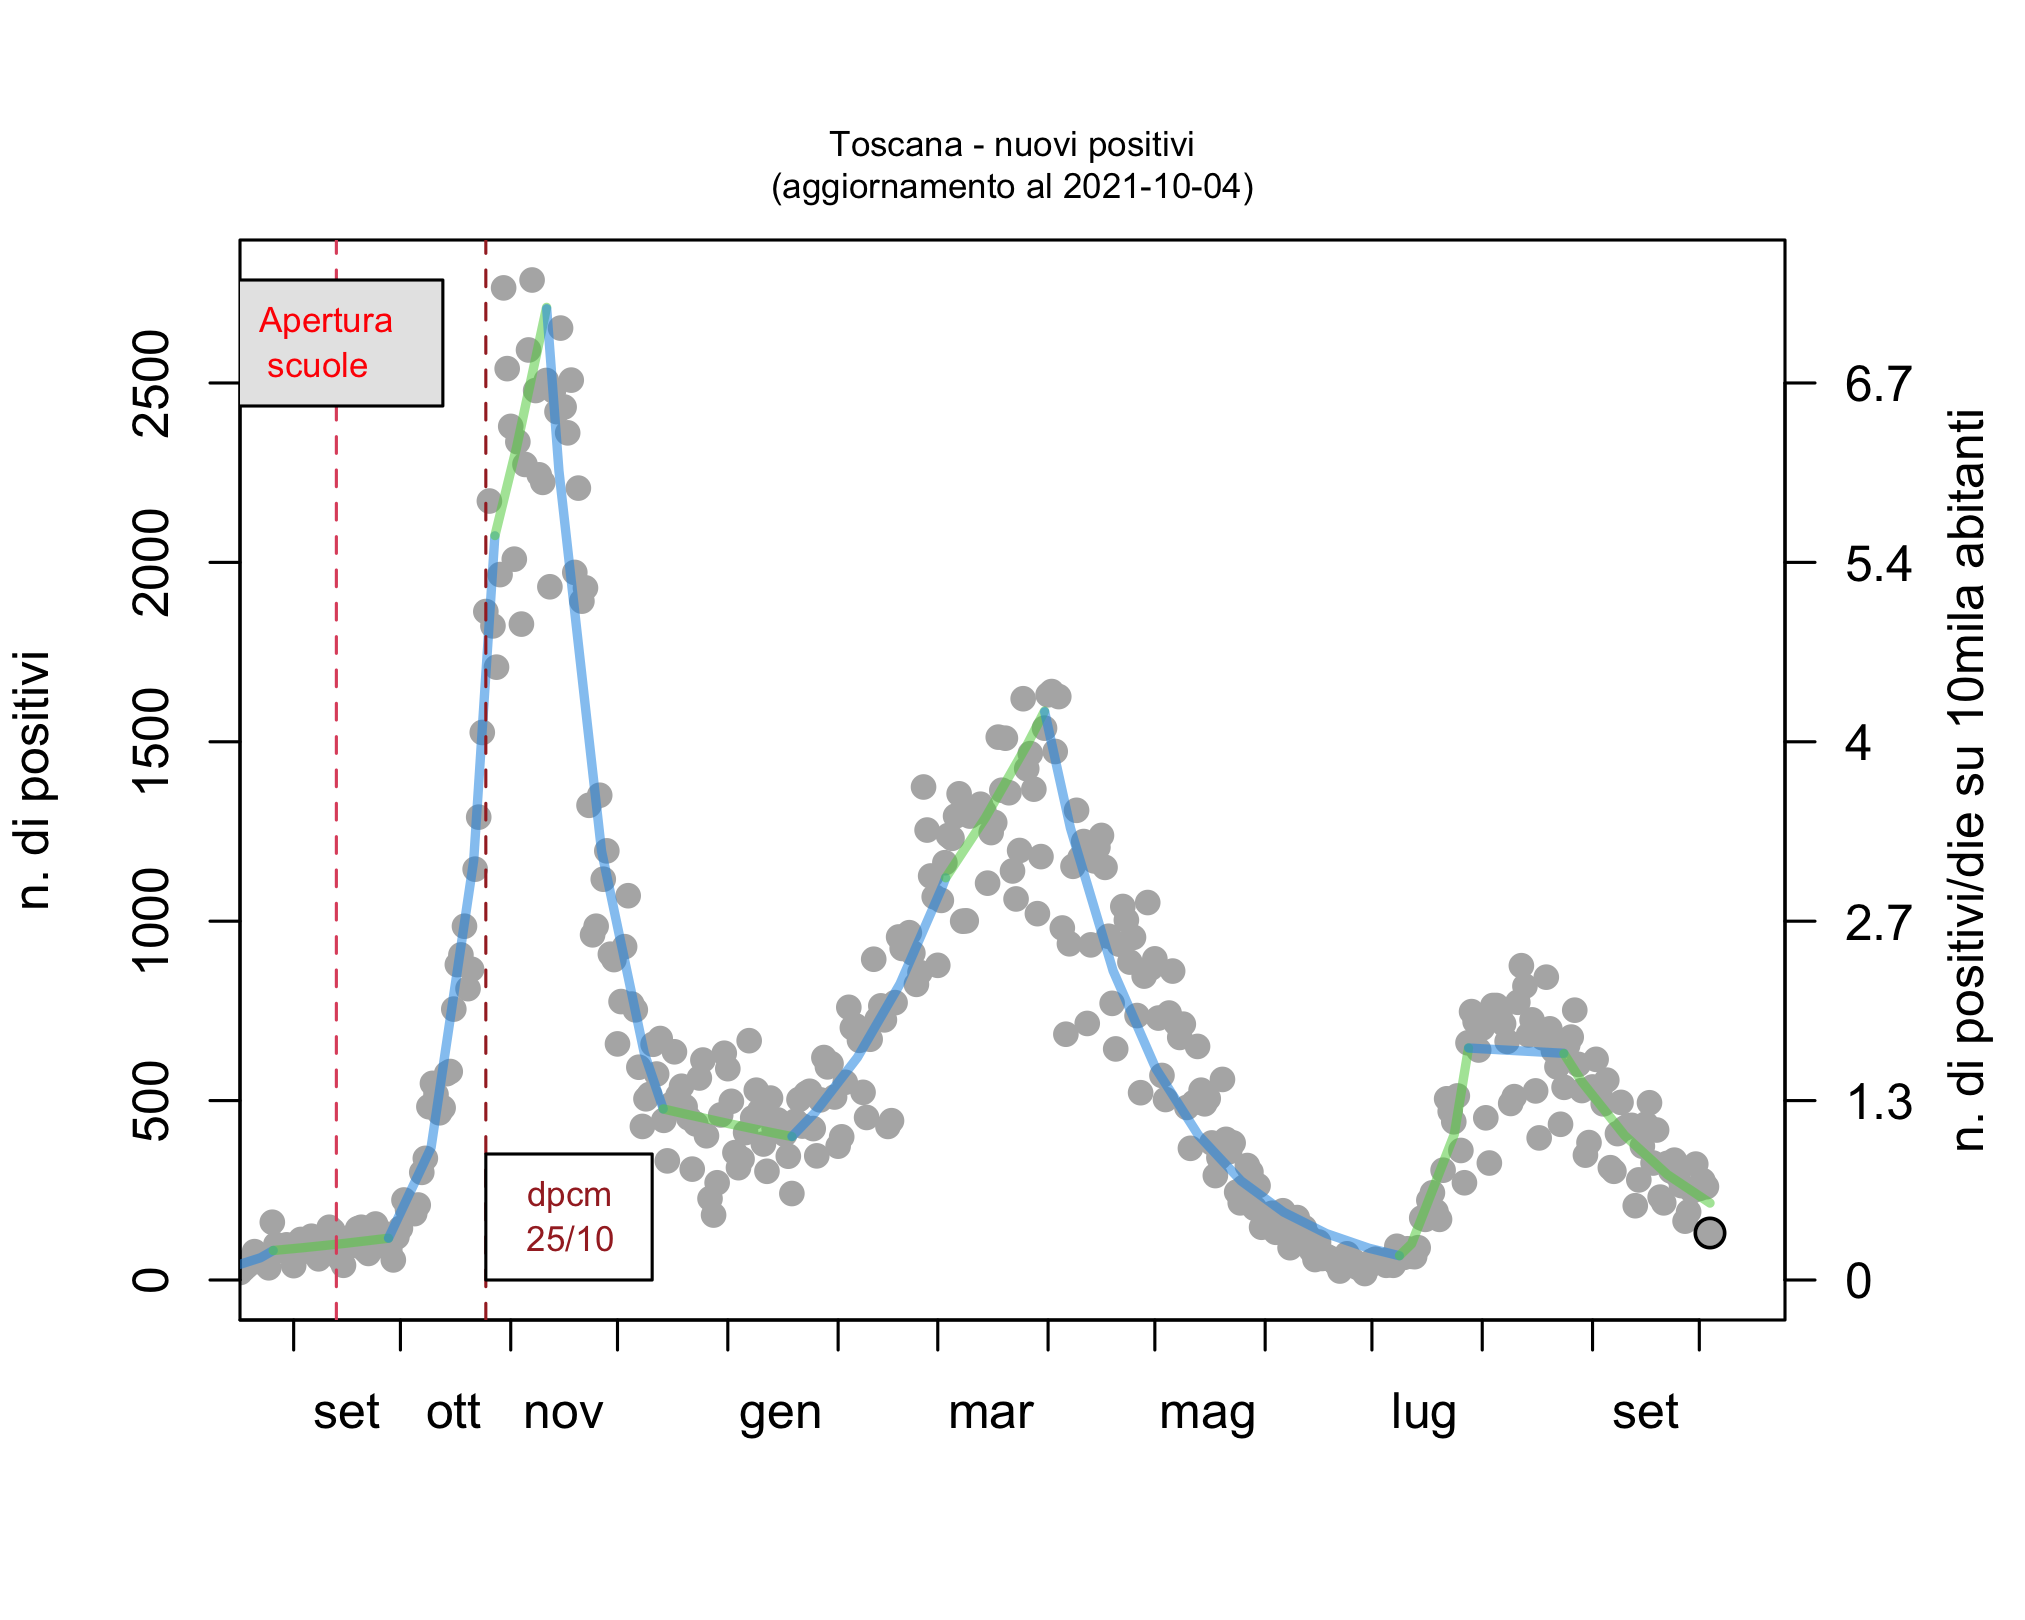 Toscana - nuovi positivi
(aggiornamento al 2021-10-04)
Apertura
scuole
dpcm
25/10
n. di positivi
0
500
1000
1500
2000
2500
n. di positivi/die su 10mila abitanti
6.7
5.4
4
2.7
1.3
0
set ott nov gen mar mag lug set